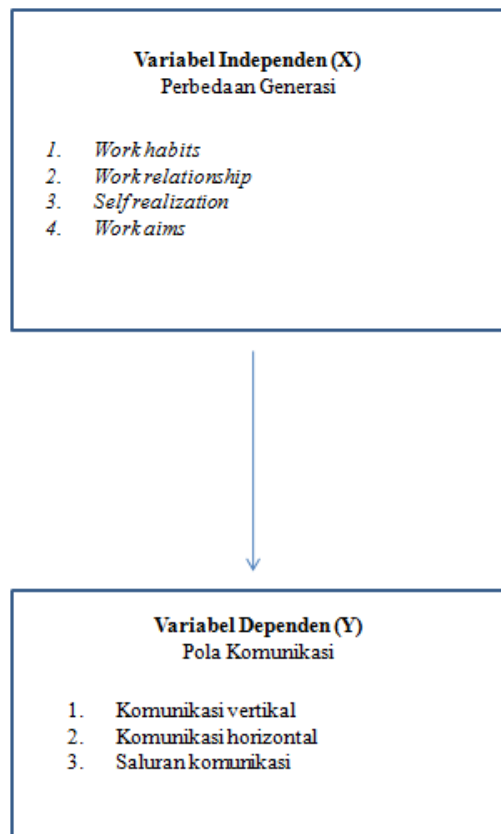 Variabel Independen (X)
Perbedaan Generasi
1. Work habits
2. Work relationship
3. Self realization
4. Work aims
Variabel Dependen (Y)
Pola Komunikasi
1. Komunikasi vertikal
2. Komunikasi horizontal
3. Saluran komunikasi